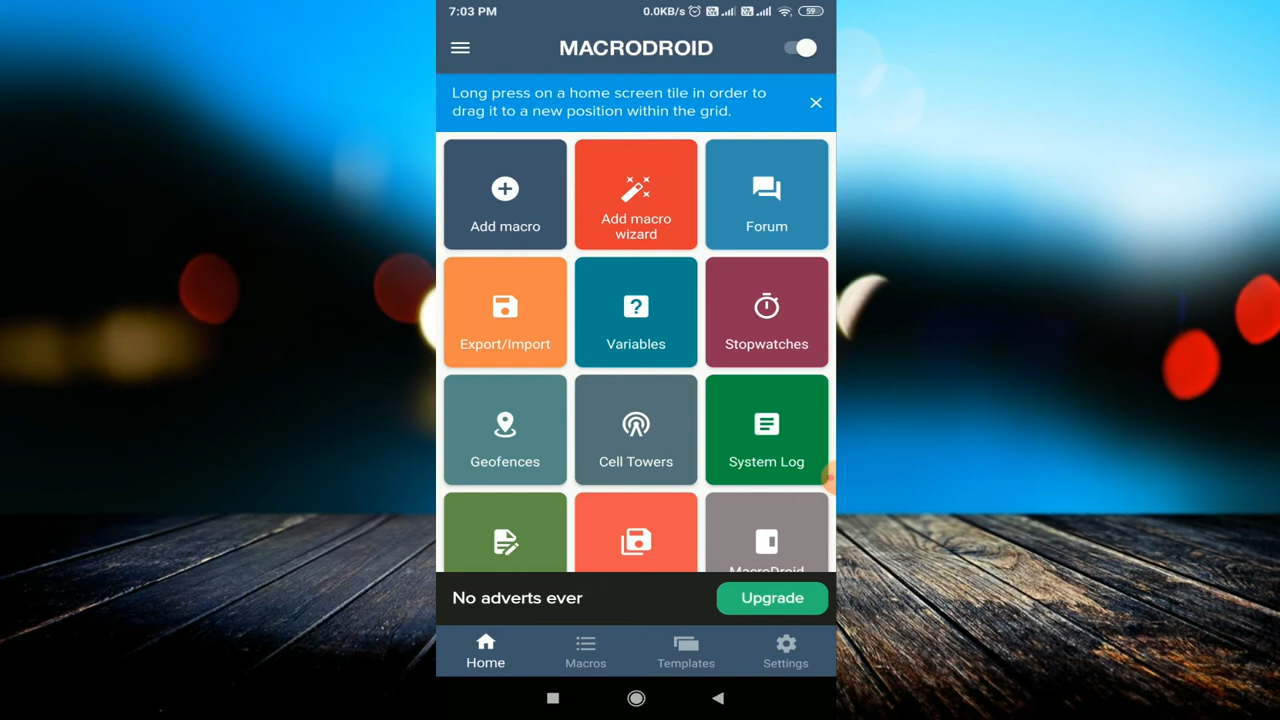 7:03 PM 0.0KB/s 59
MACRODROID
Long press on a home screen tile in order to
drag it to a new position within the grid.
Add macro
Add macro
wizard
Forum
Export/Import
Variables
Stopwatches
Geofences
Cell Towers
System Log
MacroDroid
No adverts ever
Upgrade
Home
Macros
Templates
Settings